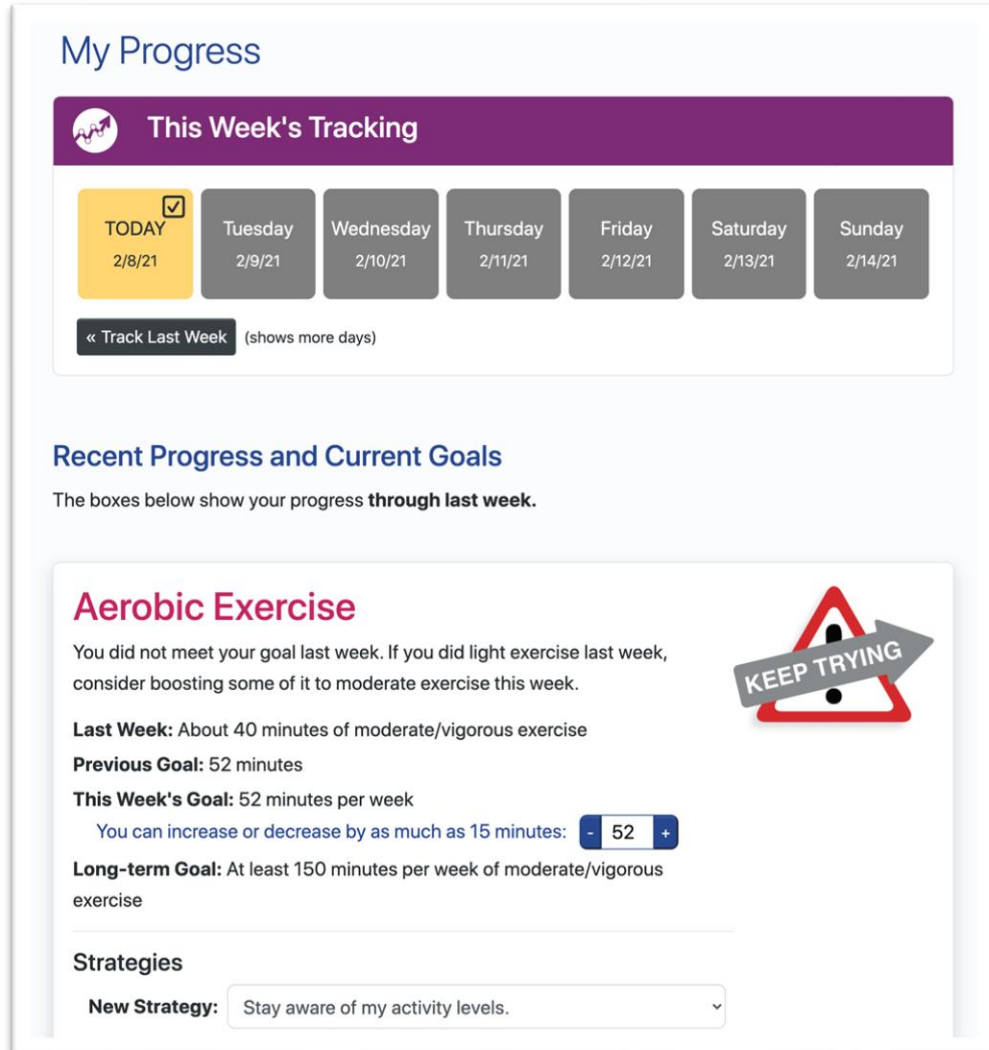 My Progress
This Week's Tracking
TODAY Tuesday Wednesday Thursday Friday Saturday Sunday
2/8/21 2/9/21 2/10/21 2/11/21 2/12/21 2/13/21 2/14/21
« Track Last Week (shows more days)
Recent Progress and Current Goals
The boxes below show your progress through last week.
Aerobic Exercise
You did not meet your goal last week. If you did light exercise last week,
consider boosting some of it to moderate exercise this week.
KEEP TRYING
Last Week: About 40 minutes of moderate/vigorous exercise
Previous Goal: 52 minutes
This Week's Goal: 52 minutes per week
You can increase or decrease by as much as 15 minutes: - 52 +
Long-term Goal: At least 150 minutes per week of moderate/vigorous
exercise
Strategies
New Strategy: Stay aware of my activity levels.